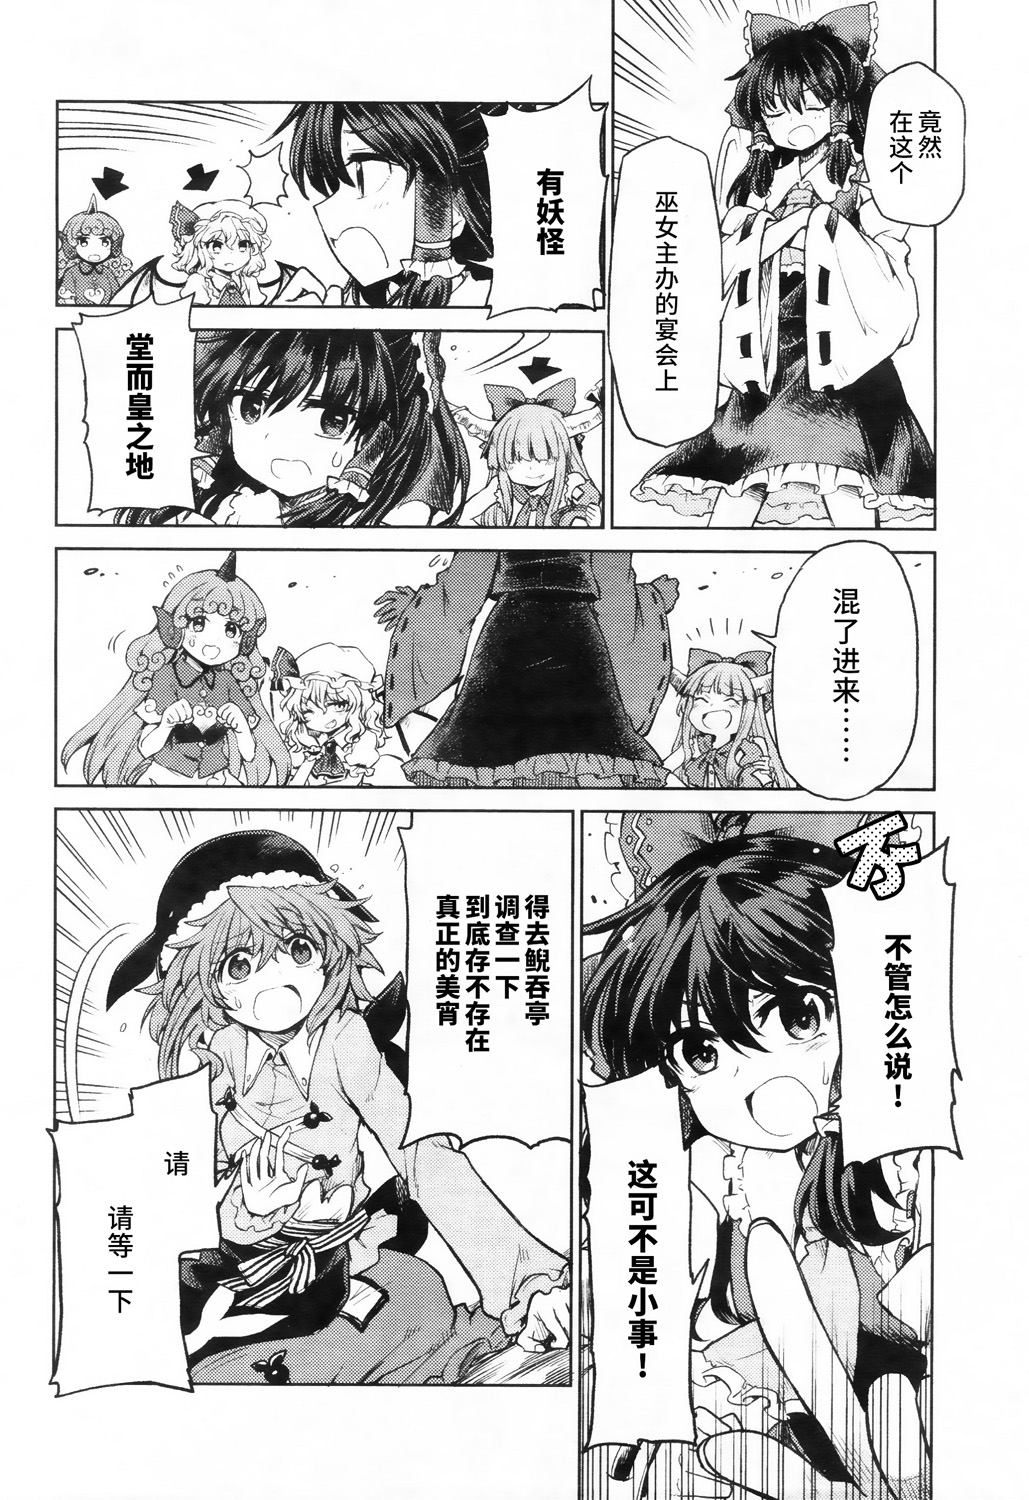 竟然
在这个
巫女主办的宴会上
有妖怪
堂而皇之地
混了进来……
不管怎么说！
这可不是小事！
得去鲵吞亭
调查一下
到底存不存在
真正的美宵
请
请等一下